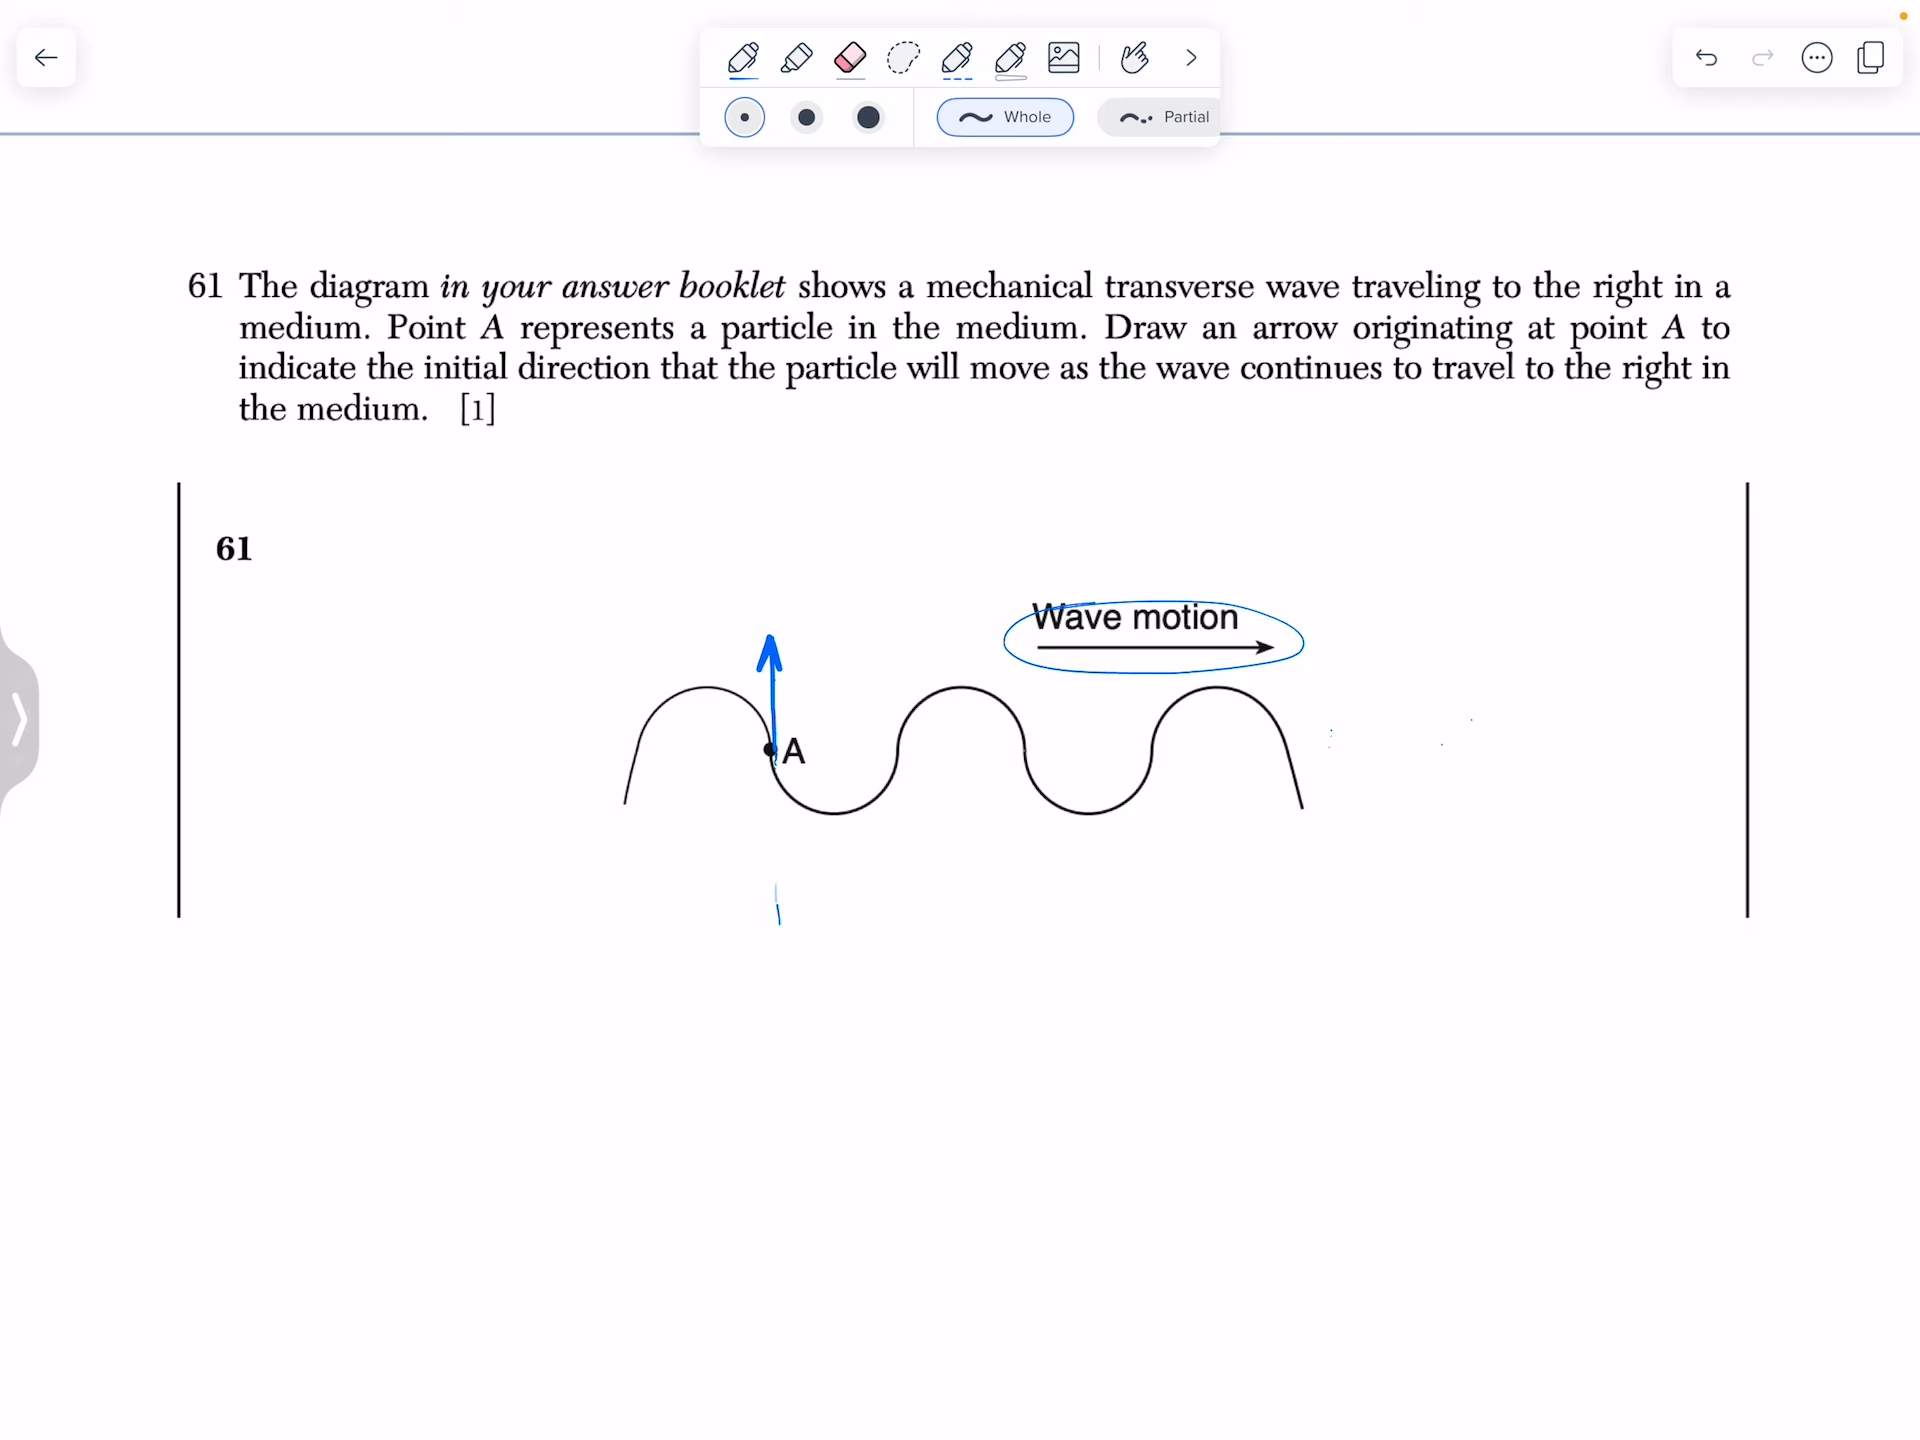 Whole
Partial
61 The diagram in your answer booklet shows a mechanical transverse wave traveling to the right in a
medium. Point A represents a particle in the medium. Draw an arrow originating at point A to
indicate the initial direction that the particle will move as the wave continues to travel to the right in
the medium. [1]
61
Wave motion
A